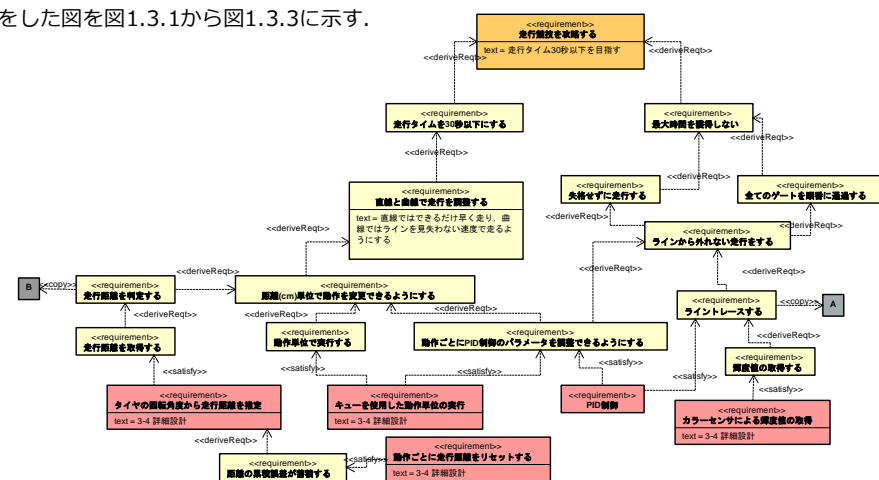 をした図を図1.3.1から図1.3.3に示す.
<<requirement>>
走行競技を攻略する
text = 走行タイム30秒以下を目指す
<<deriveReqt>>
<<deriveReqt>>
<<requirement>>
走行タイムを30秒以下にする
<<requirement>>
最大時間を獲得しない
<<deriveReqt>>
<<deriveReqt>>
<<deriveReqt>>
<<requirement>>
直線と曲線で走行を調整する
text = 直線ではできるだけ早く走り，曲
線ではラインを見失わない速度で走るよ
うにする
<<requirement>>
失格せずに走行する
<<requirement>>
全てのゲートを順番に通過する
<<deriveReqt>>
<<deriveReqt>>
<<deriveReqt>>
<<requirement>>
ラインから外れない走行をする
<<deriveReqt>>
<<deriveReqt>>
<<deriveReqt>>
B
<<copy>>
<<requirement>>
走行距離を判定する
<<requirement>>
距離(cm)単位で動作を変更できるようにする
<<requirement>>
ライントレースする
<<copy>>
A
<<deriveReqt>>
<<deriveReqt>>
<<deriveReqt>>
<<deriveReqt>>
<<requirement>>
走行距離を取得する
<<requirement>>
動作単位で実行する
<<requirement>>
動作ごとにPID制御のパラメータを調整できるようにする
<<requirement>>
輝度値の取得する
<<satisfy>>
<<satisfy>>
<<satisfy>>
<<satisfy>>
<<satisfy>>
<<satisfy>>
<<requirement>>
タイヤの回転角度から走行距離を推定
text = 3-4 詳細設計
<<requirement>>
キューを使用した動作単位の実行
text = 3-4 詳細設計
<<requirement>>
PID制御
<<requirement>>
カラーセンサによる輝度値の取得
text = 3-4 詳細設計
<<deriveReqt>>
<<requirement>>
距離の累積誤差が蓄積する
<<satisfy>>
<<requirement>>
動作ごとに走行距離をリセットする
text = 3-4 詳細設計